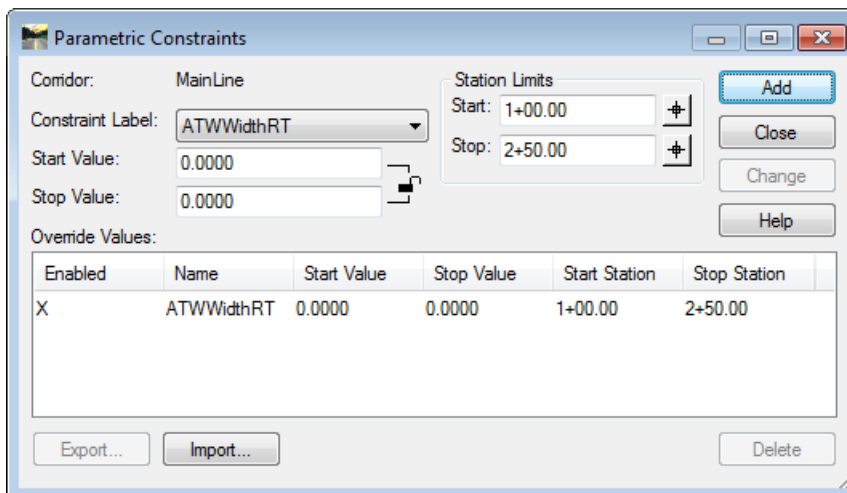 Parametric Constraints
Corridor: MainLine
Constraint Label: ATWWidthRT
Start Value: 0.0000
Stop Value: 0.0000
Station Limits
Start: 1+00.00
Stop: 2+50.00
Add
Close
Change
Help
Override Values:
Enabled Name Start Value Stop Value Start Station Stop Station
X ATWWidthRT 0.0000 0.0000 1+00.00 2+50.00
Export... Import... Delete